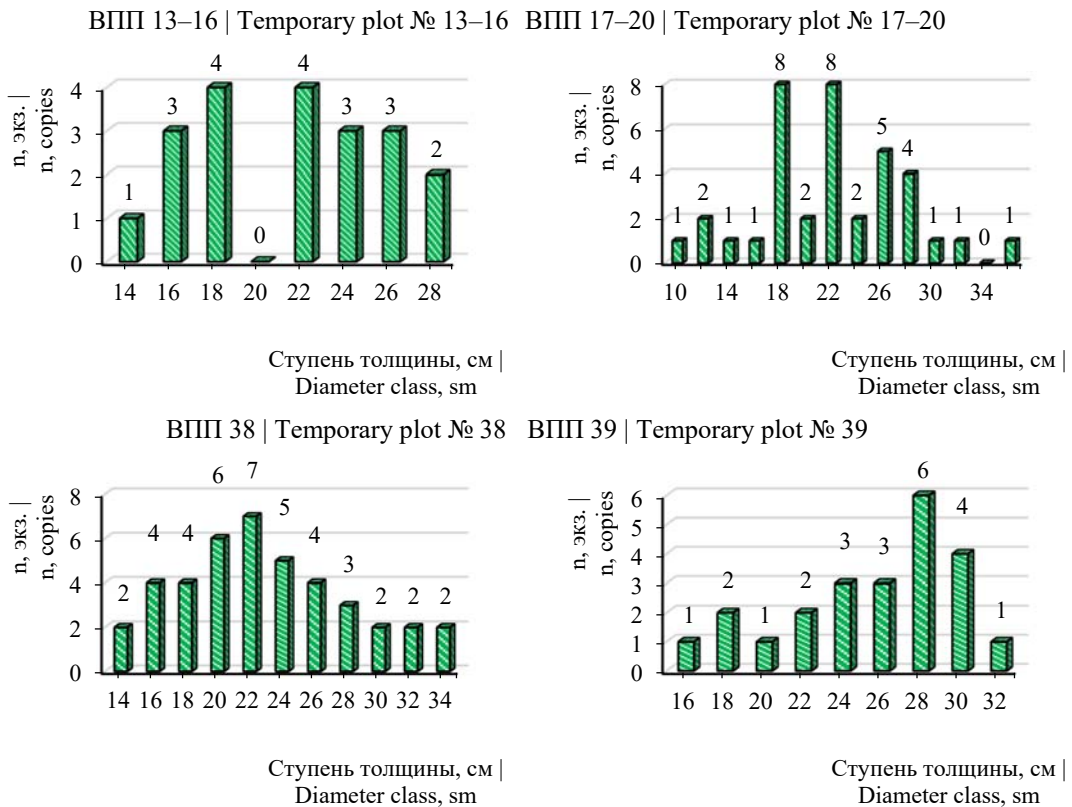 ВПП 13–16 | Temporary plot № 13–16
n, экз. |
n, copies
4
3
2
1
0
1
3
4
0
4
3
3
2
14 16 18 20 22 24 26 28
Ступень толщины, см |
Diameter class, sm
ВПП 17–20 | Temporary plot № 17–20
n, экз. |
n, copies
8
6
4
2
0
1
2
1
1
8
2
8
2
5
4
1
1
0
1
10 14 18 22 26 30 34
Ступень толщины, см |
Diameter class, sm
ВПП 38 | Temporary plot № 38
n, экз. |
n, copies
8
6
4
2
0
2
4
4
6
7
5
4
3
2
2
2
14 16 18 20 22 24 26 28 30 32 34
Ступень толщины, см |
Diameter class, sm
ВПП 39 | Temporary plot № 39
n, экз. |
n, copies
6
5
4
3
2
1
0
1
2
1
2
3
3
6
4
1
16 18 20 22 24 26 28 30 32
Ступень толщины, см |
Diameter class, sm